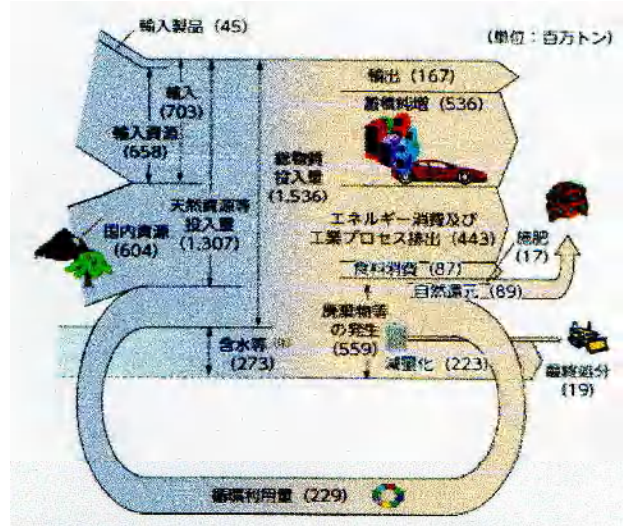 輸入製品（45）
（単位：百万トン）
輸入
（703）
輸入資源
（658）
輸出（167）
蓄積純増（536）
総物質
投入量
（1,536）
天然資源等
投入量
（1,307）
国内資源
（604）
エネルギー消費及び
工業プロセス排出（443）
施肥
（17）
食料消費（87）
自然還元（89）
廃棄物等
の発生
（559）
含水等
（273）
減量化（223）
最終処分
（19）
循環利用量（229）